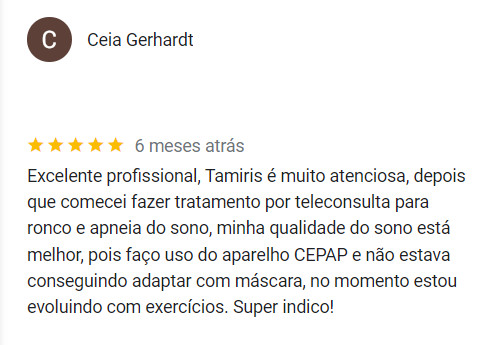 C
Ceia Gerhardt
6 meses atrás
Excelente profissional, Tamiris é muito atenciosa, depois
que comecei fazer tratamento por teleconsulta para
ronco e apneia do sono, minha qualidade do sono está
melhor, pois faço uso do aparelho CEPAP e não estava
conseguindo adaptar com máscara, no momento estou
evoluindo com exercícios. Super indico!